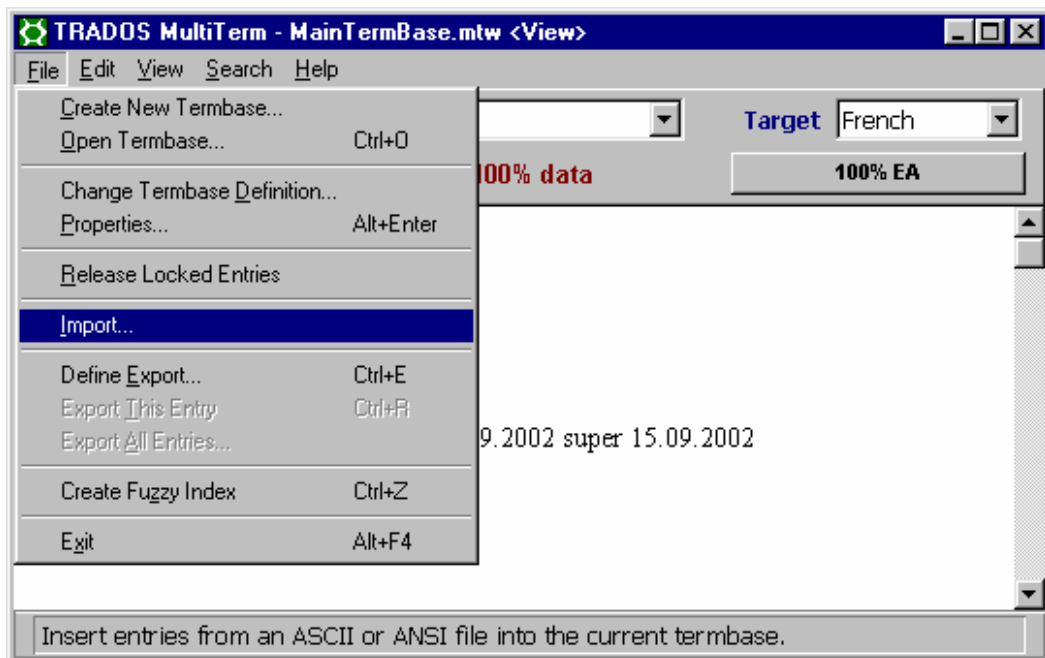 TRADOS MultiTerm - MainTermBase.mtw <View>
File Edit View Search Help
Create New Termbase...
Open Termbase... Ctrl+O
Change Termbase Definition...
Properties... Alt+Enter
Release Locked Entries
Import...
Define Export... Ctrl+E
Export This Entry Ctrl+R
Export All Entries...
Create Fuzzy Index Ctrl+Z
Exit Alt+F4
Target French
100% data 100% EA
9.2002 super 15.09.2002
Insert entries from an ASCII or ANSI file into the current termbase.